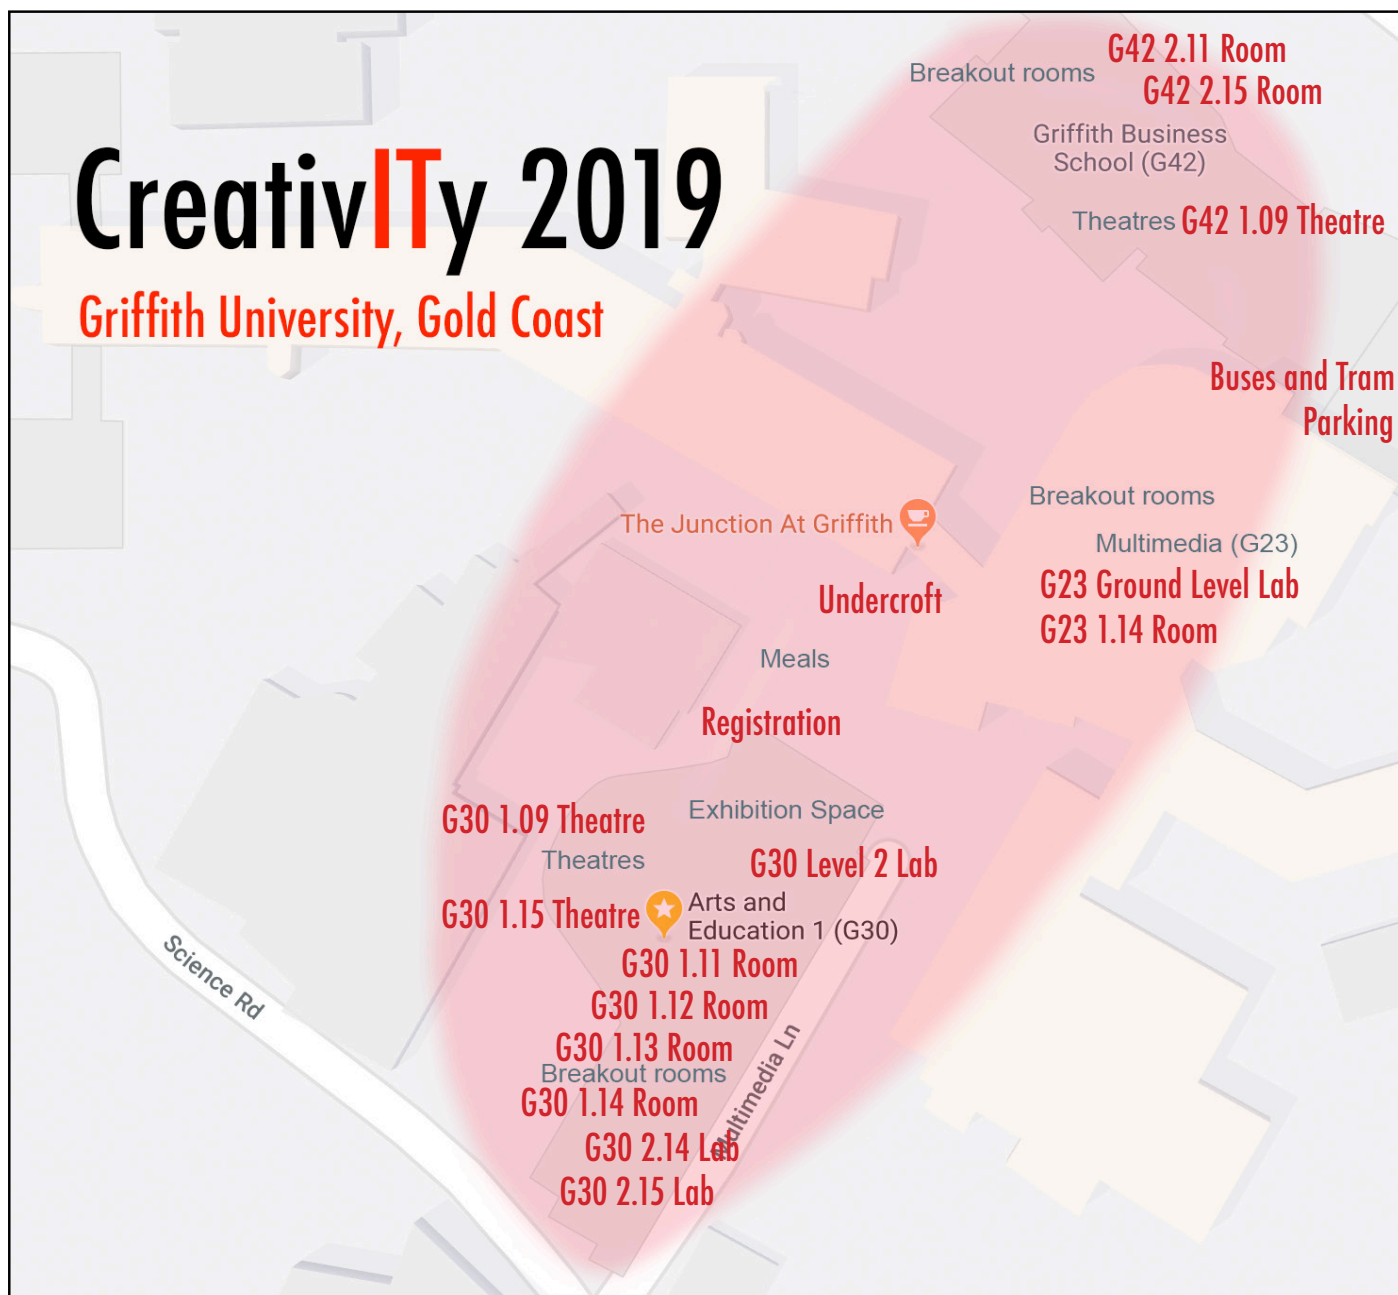 G42 2.11 Room
Breakout rooms
G42 2.15 Room
Griffith Business
School (G42)
CreativITy 2019
Theatres G42 1.09 Theatre
Griffith University, Gold Coast
Buses and Tram
Parking
Breakout rooms
The Junction At Griffith
Multimedia (G23)
G23 Ground Level Lab
Undercroft
G23 1.14 Room
Meals
Registration
Exhibition Space
G30 1.09 Theatre
Theatres
G30 Level 2 Lab
Arts and
Education 1 (G30)
G30 1.15 Theatre
G30 1.11 Room
Science Rd
G30 1.12 Room
G30 1.13 Room
Breakout rooms
Multimedia Ln
G30 1.14 Room
G30 2.14 Lab
G30 2.15 Lab